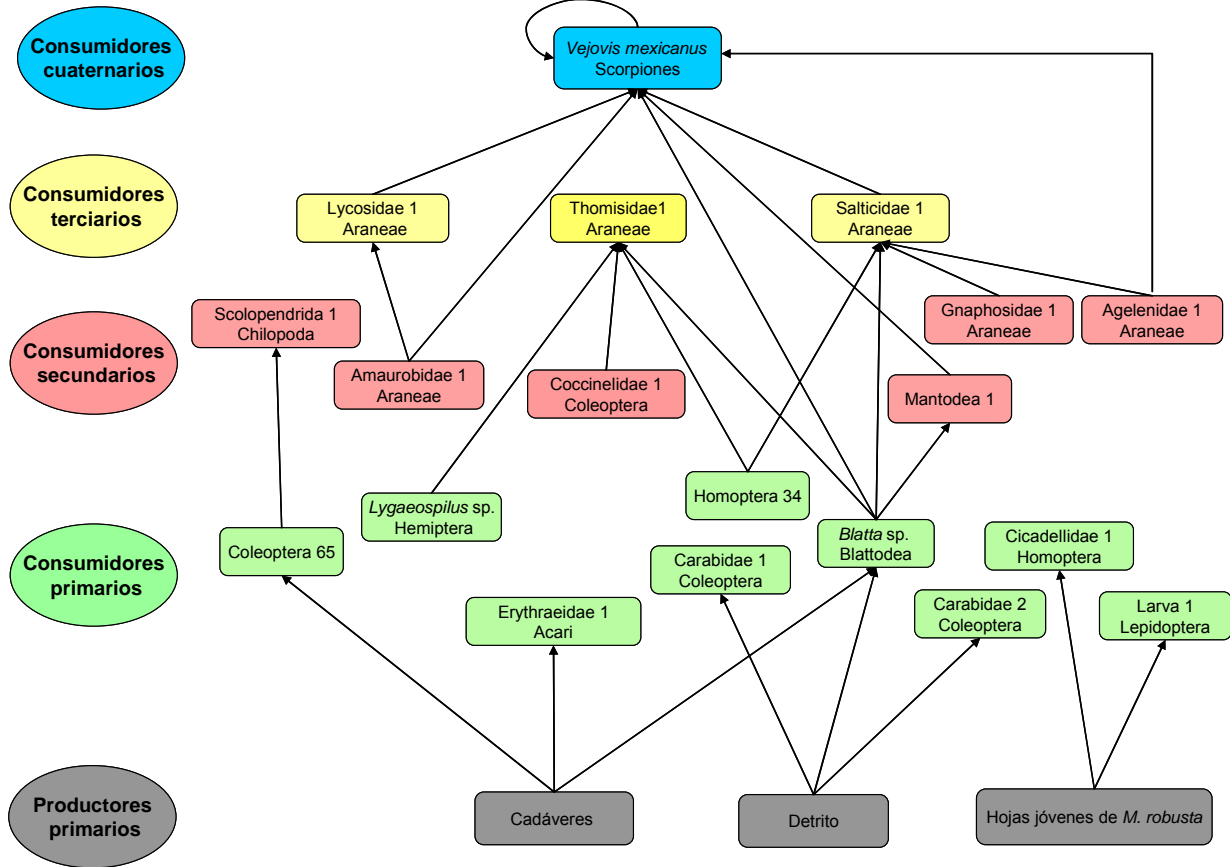 Consumidores
cuaternarios
Vejovis mexicanus
Scorpiones
Consumidores
terciarios
Lycosidae 1
Araneae
Thomisidae1
Araneae
Salticidae 1
Araneae
Consumidores
secundarios
Scolopendrida 1
Chilopoda
Amaurobidae 1
Araneae
Coccinelidae 1
Coleoptera
Mantodea 1
Gnaphosidae 1
Araneae
Agelenidae 1
Araneae
Consumidores
primarios
Coleoptera 65
Lygaeospilus sp.
Hemiptera
Homoptera 34
Blatta sp.
Blattodea
Cicadellidae 1
Homoptera
Carabidae 1
Coleoptera
Erythraeidae 1
Acari
Carabidae 2
Coleoptera
Larva 1
Lepidoptera
Productores
primarios
Cadáveres
Detrito
Hojas jóvenes de M. robusta